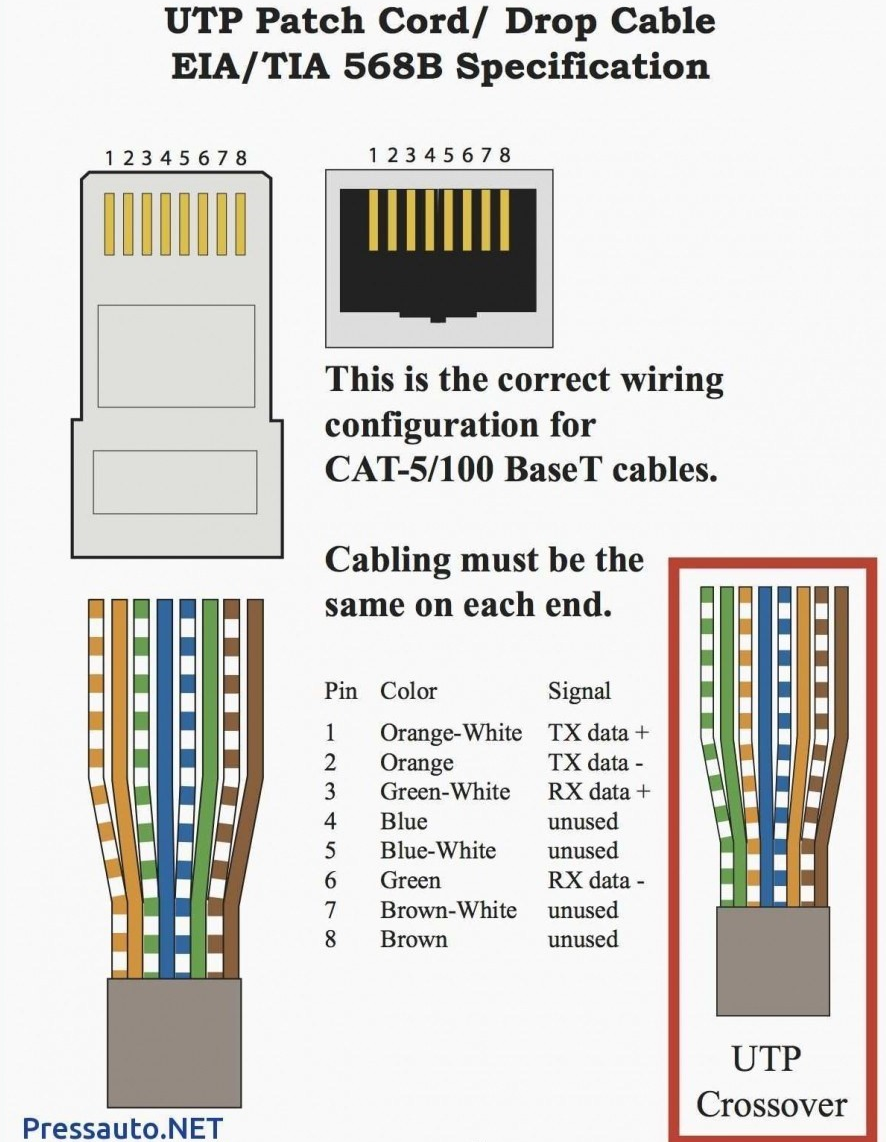 UTP Patch Cord/ Drop Cable
EIA/TIA 568B Specification
1 2 3 4 5 6 7 8
1 2 3 4 5 6 7 8
This is the correct wiring
configuration for
CAT-5/100 BaseT cables.
Cabling must be the
same on each end.
Pin Color Signal
1 Orange-White TX data +
2 Orange TX data -
3 Green-White RX data +
4 Blue unused
5 Blue-White unused
6 Green RX data -
7 Brown-White unused
8 Brown unused
UTP
Crossover
Pressauto.NET